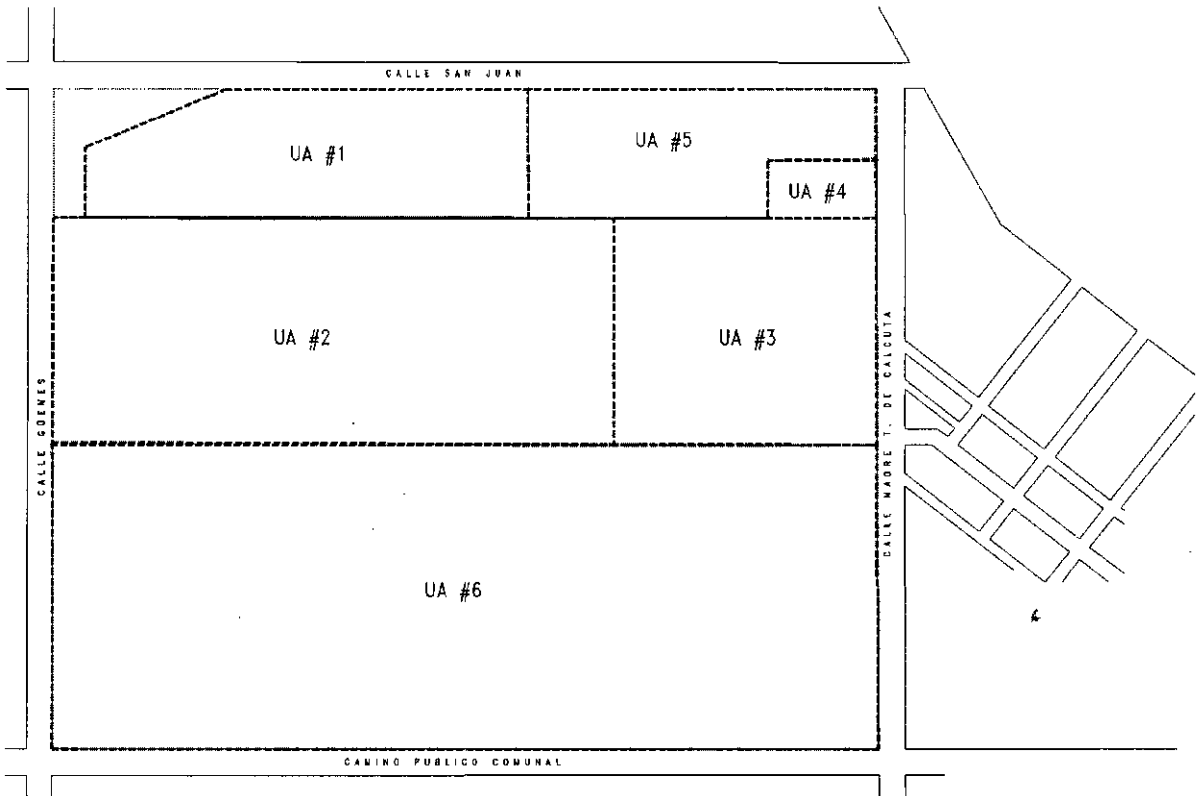 CALLE SAN JUAN
UA #1
UA #5
UA #4
UA #2
UA #3
CALLE GOENES
CALLE MADRE T. DE CALCUTA
UA #6
CAMINO PUBLICO COMUNAL